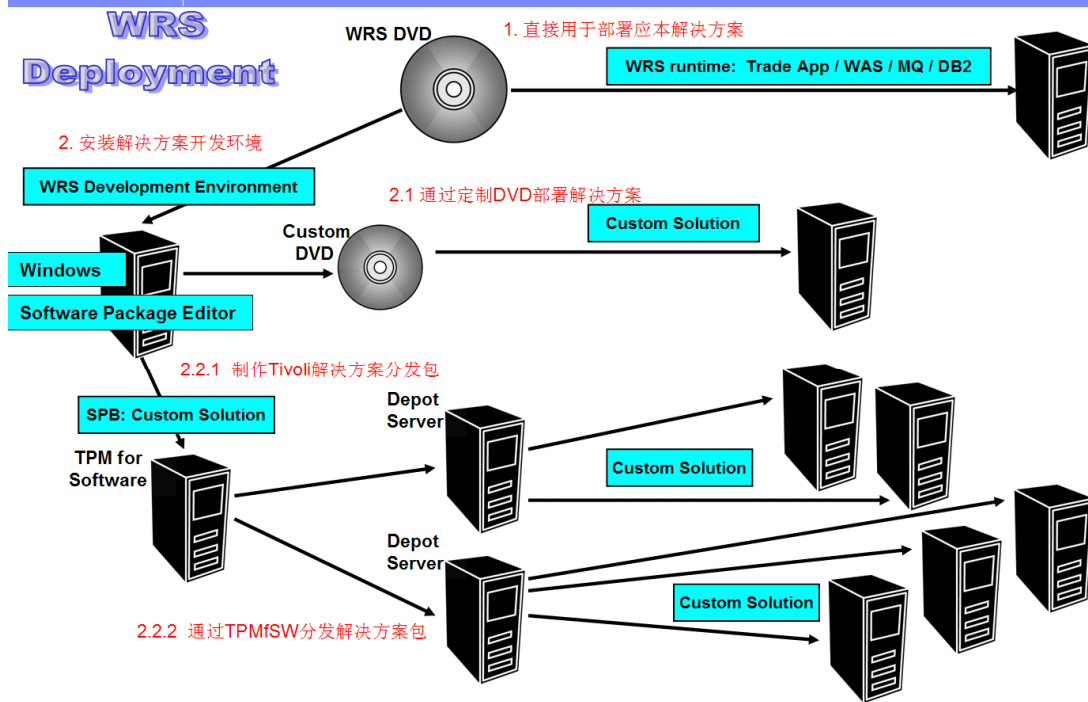 WRS
Deployment
WRS DVD
1. 直接用于部署应本解决方案
WRS runtime: Trade App / WAS / MQ / DB2
2. 安装解决方案开发环境
WRS Development Environment
2.1 通过定制DVD部署解决方案
Custom Solution
Custom
DVD
Windows
Software Package Editor
2.2.1 制作Tivoli解决方案分发包
SPB: Custom Solution
Depot
Server
TPM for
Software
Custom Solution
Depot
Server
Custom Solution
2.2.2 通过TPMfSW分发解决方案包